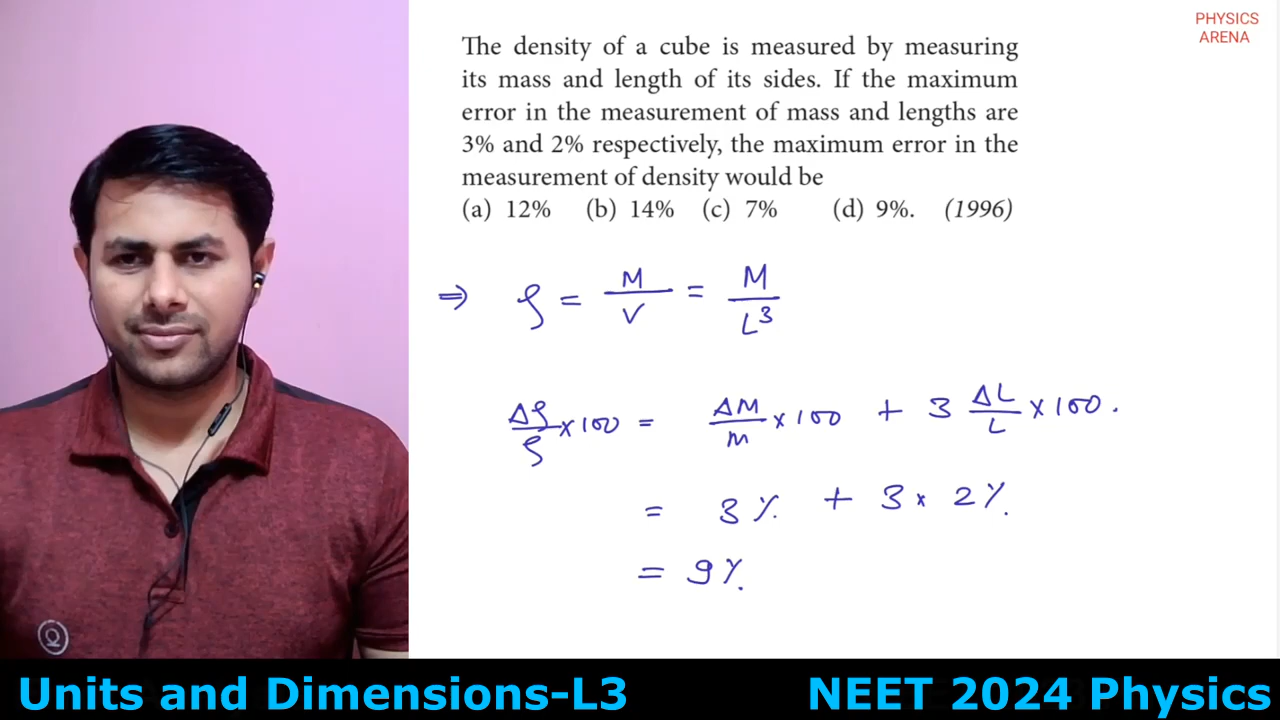 PHYSICS
ARENA
The density of a cube is measured by measuring
its mass and length of its sides. If the maximum
error in the measurement of mass and lengths are
3% and 2% respectively, the maximum error in the
measurement of density would be
(a) 12% (b) 14% (c) 7% (d) 9%. (1996)
⇒ ρ = M/V = M/L³
Δρ/ρ × 100 = ΔM/m × 100 + 3 ΔL/L × 100.
= 3% + 3 × 2%
= 9%
Units and Dimensions-L3
NEET 2024 Physics